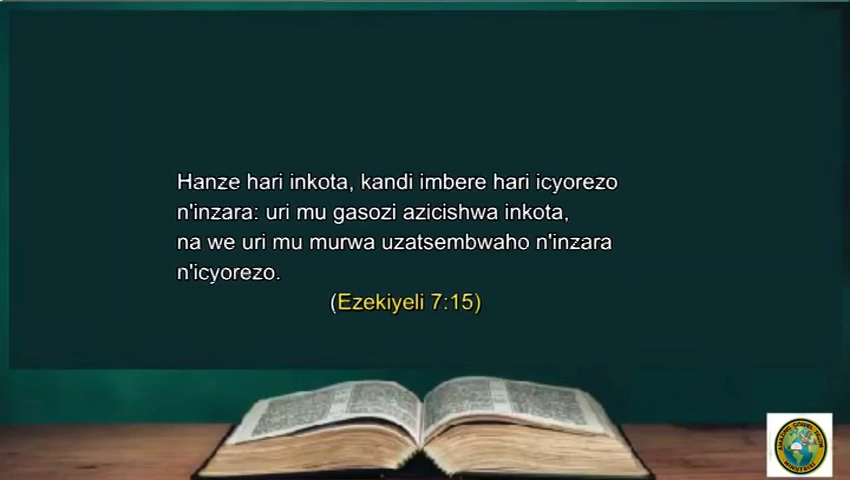 Hanze hari inkota, kandi imbere hari icyorezo
n'inzara: uri mu gasozi azicishwa inkota,
na we uri mu murwa uzatsembwaho n'inzara
n'icyorezo.
(Ezekiyeli 7:15)